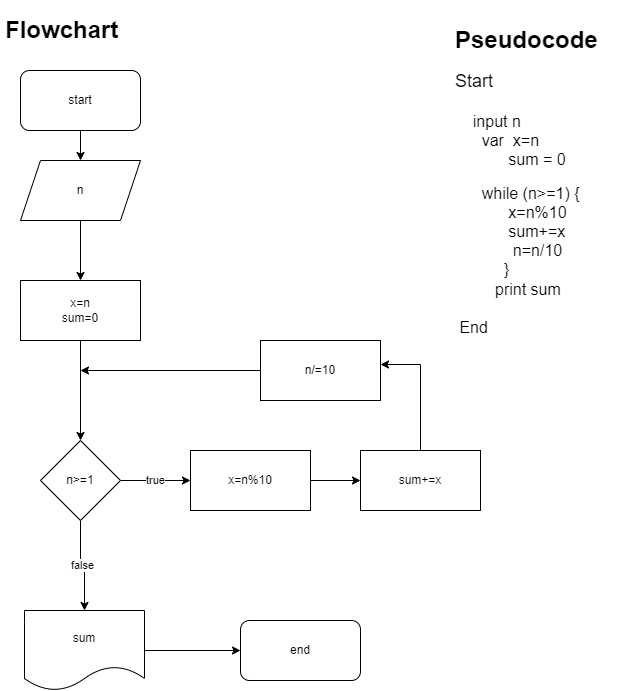 Flowchart
start
n
x=n
sum=0
n/=10
n>=1
true
x=n%10
sum+=x
false
sum
end
Pseudocode
Start
input n
var x=n
sum = 0
while (n>=1) {
x=n%10
sum+=x
n=n/10
}
print sum
End